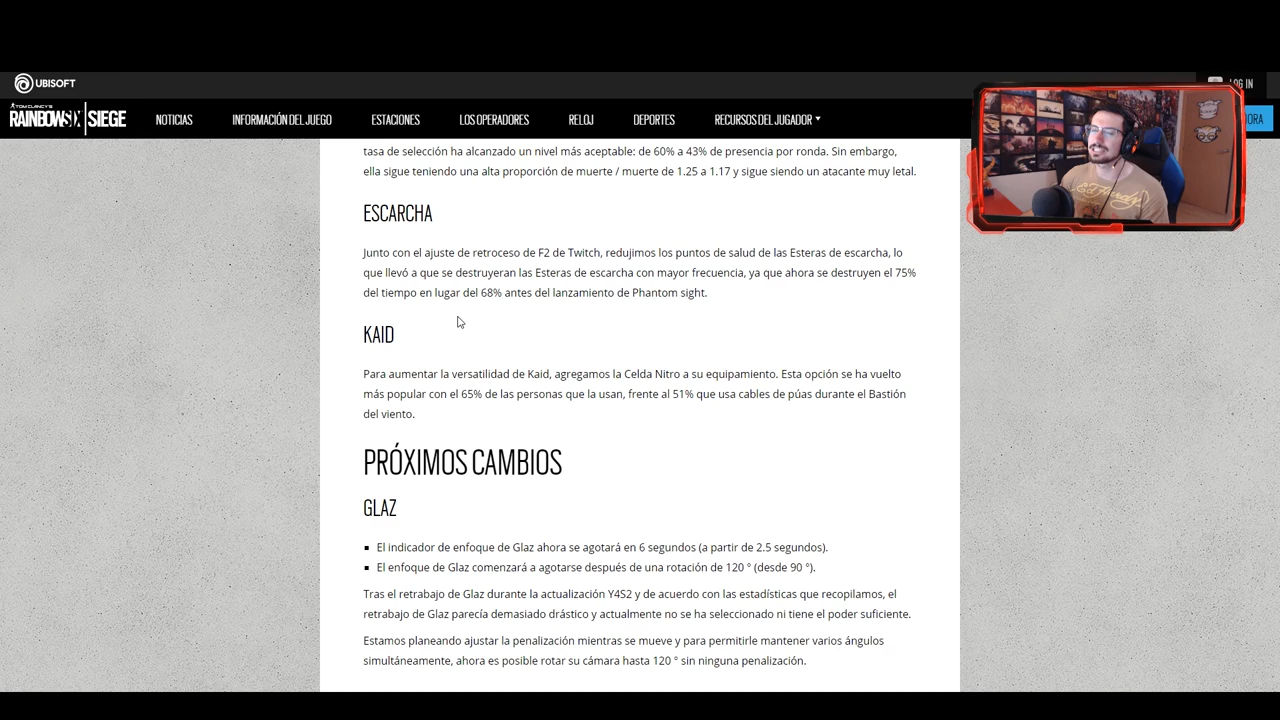 UBISOFT
LOG IN
TOM CLANCY'S
RAINBOWSIX | SIEGE
NOTICIAS
INFORMACIÓN DEL JUEGO
ESTACIONES
LOS OPERADORES
RELOJ
DEPORTES
RECURSOS DEL JUGADOR
HORA
tasa de selección ha alcanzado un nivel más aceptable: de 60% a 43% de presencia por ronda. Sin embargo,
ella sigue teniendo una alta proporción de muerte / muerte de 1.25 a 1.17 y sigue siendo un atacante muy letal.
ESCARCHA
Junto con el ajuste de retroceso de F2 de Twitch, redujimos los puntos de salud de las Esteras de escarcha, lo
que llevó a que se destruyeran las Esteras de escarcha con mayor frecuencia, ya que ahora se destruyen el 75%
del tiempo en lugar del 68% antes del lanzamiento de Phantom sight.
KAID
Para aumentar la versatilidad de Kaid, agregamos la Celda Nitro a su equipamiento. Esta opción se ha vuelto
más popular con el 65% de las personas que la usan, frente al 51% que usa cables de púas durante el Bastión
del viento.
PRÓXIMOS CAMBIOS
GLAZ
▪ El indicador de enfoque de Glaz ahora se agotará en 6 segundos (a partir de 2.5 segundos).
▪ El enfoque de Glaz comenzará a agotarse después de una rotación de 120 ° (desde 90 °).
Tras el retrabajo de Glaz durante la actualización Y4S2 y de acuerdo con las estadísticas que recopilamos, el
retrabajo de Glaz parecía demasiado drástico y actualmente no se ha seleccionado ni tiene el poder suficiente.
Estamos planeando ajustar la penalización mientras se mueve y para permitirle mantener varios ángulos
simultáneamente, ahora es posible rotar su cámara hasta 120 ° sin ninguna penalización.